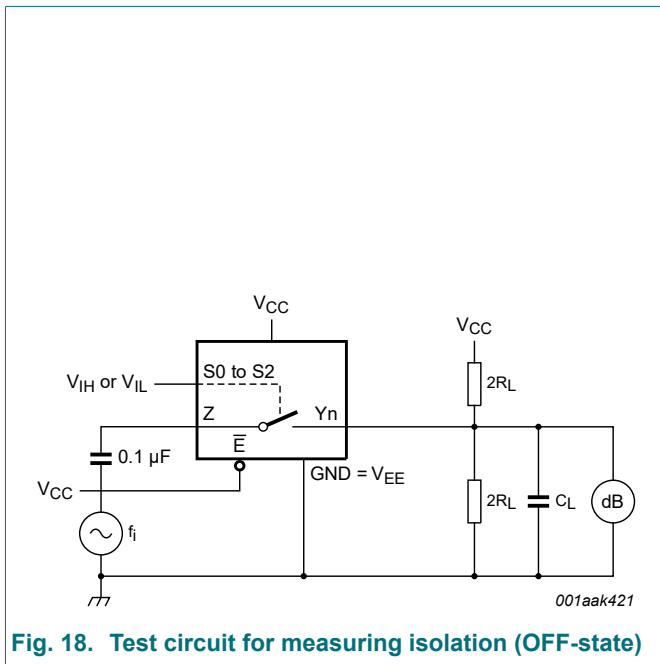 VCC
VCC
S0 to S2
VIH or VIL
2RL
Z
Yn
E
0.1 µF
GND = VEE
VCC
2RL
CL
dB
fi
001aak421
Fig. 18. Test circuit for measuring isolation (OFF-state)